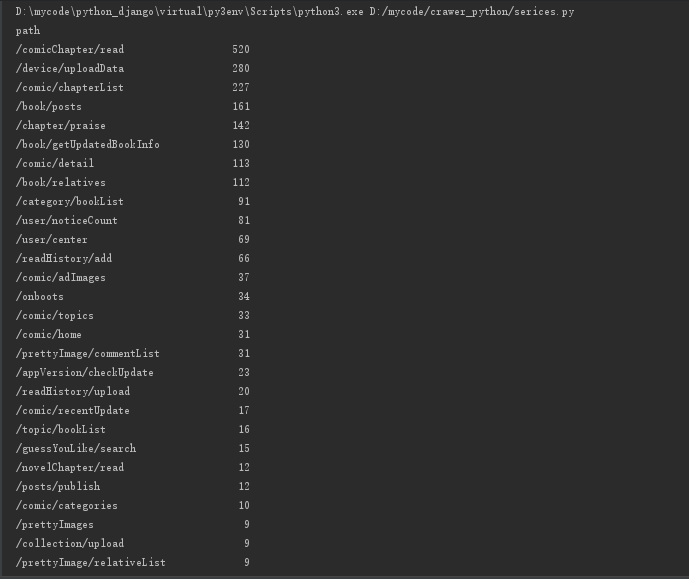 D:\mycode\python_django\virtual\py3env\Scripts\python3.exe D:/mycode/crawer_python/serices.py
path
/comicChapter/read 520
/device/uploadData 280
/comic/chapterList 227
/book/posts 161
/chapter/praise 142
/book/getUpdatedBookInfo 130
/comic/detail 113
/book/relatives 112
/category/bookList 91
/user/noticeCount 81
/user/center 69
/readHistory/add 66
/comic/adImages 37
/onboots 34
/comic/topics 33
/comic/home 31
/prettyImage/commentList 31
/appVersion/checkUpdate 23
/readHistory/upload 20
/comic/recentUpdate 17
/topic/bookList 16
/guessYouLike/search 15
/novelChapter/read 12
/posts/publish 12
/comic/categories 10
/prettyImages 9
/collection/upload 9
/prettyImage/relativeList 9